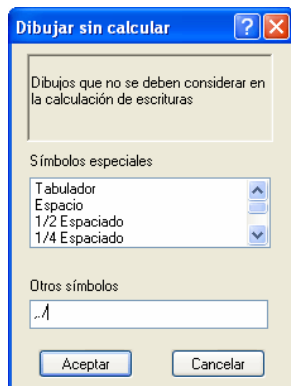 Dibujar sin calcular
Dibujos que no se deben considerar en
la calculación de escrituras
Símbolos especiales
Tabulador
Espacio
1/2 Espaciado
1/4 Espaciado
Otros símbolos
,./
Aceptar
Cancelar